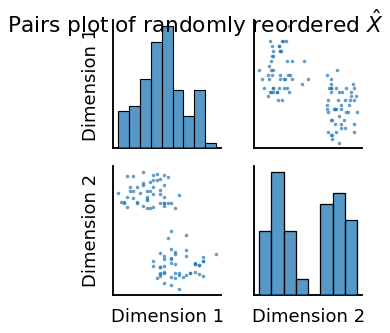 Pairs plot of randomly reordered X̂
Dimension 1
Dimension 2
Dimension 1
Dimension 2